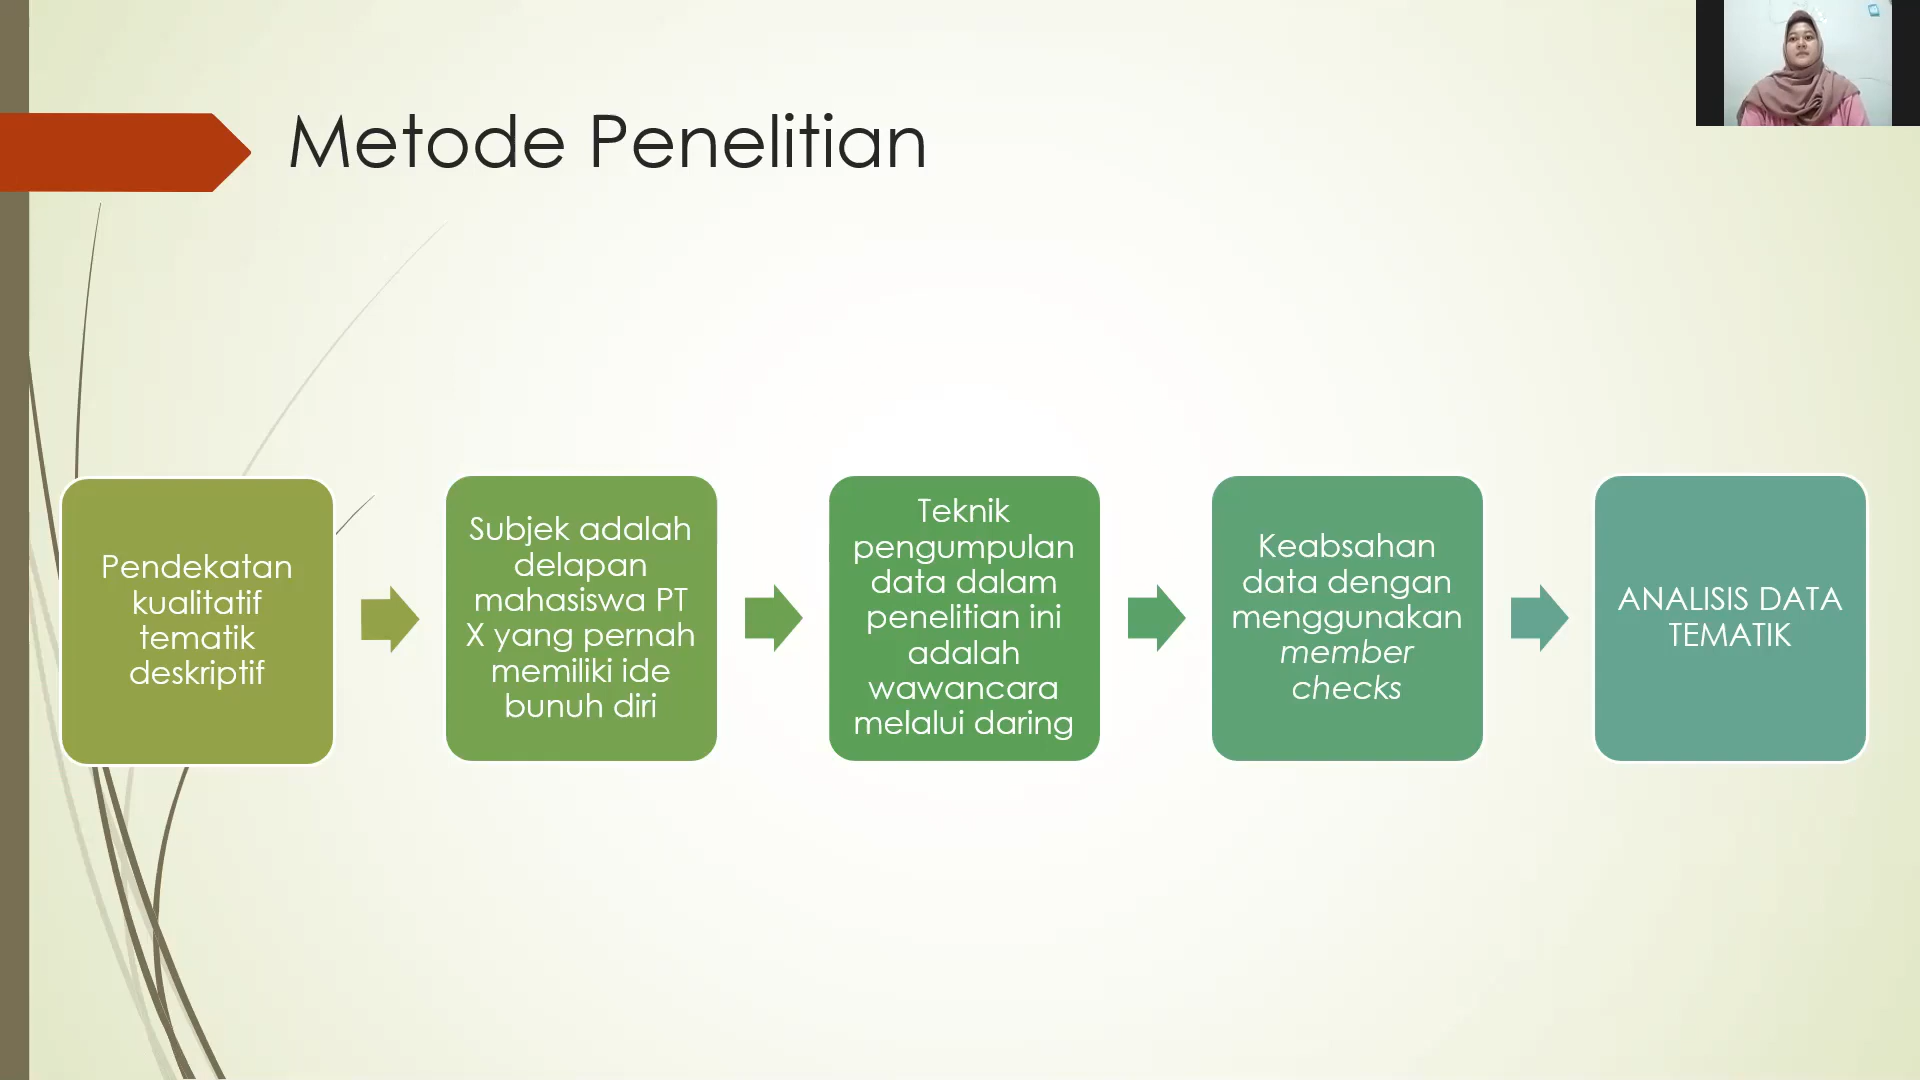 Metode Penelitian
Pendekatan
kualitatif
tematik
deskriptif
Subjek adalah
delapan
mahasiswa PT
X yang pernah
memiliki ide
bunuh diri
Teknik
pengumpulan
data dalam
penelitian ini
adalah
wawancara
melalui daring
Keabsahan
data dengan
menggunakan
member
checks
ANALISIS DATA
TEMATIK